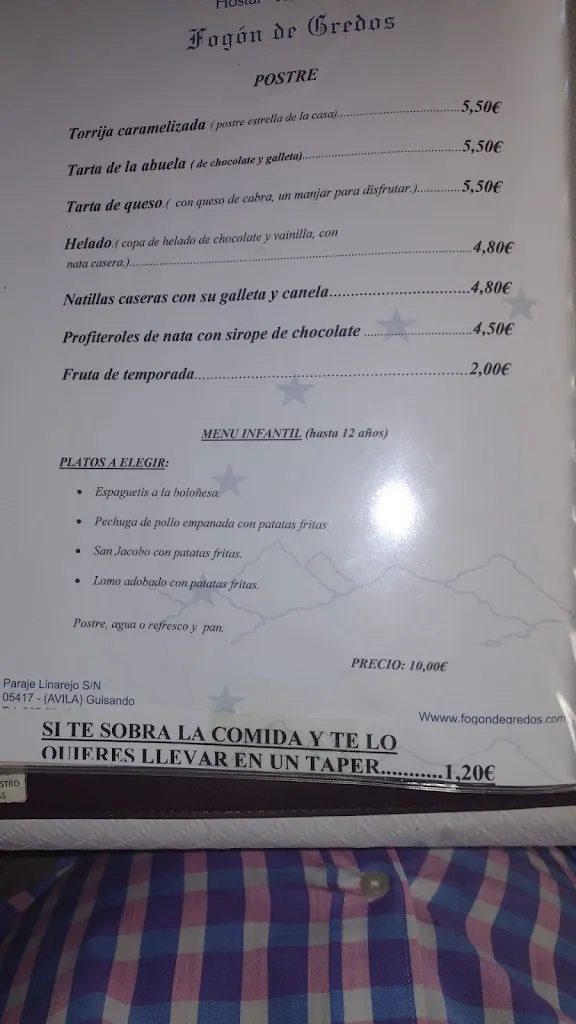 Hostal
Fogón de Gredos
POSTRE
Torrija caramelizada ( postre estrella de la casa)..........................5,50€
Tarta de la abuela ( de chocolate y galleta)..................................5,50€
Tarta de queso.( con queso de cabra, un manjar para disfrutar.)...........5,50€
Helado.( copa de helado de chocolate y vainilla, con
nata casera.)..................................................................................4,80€
Natillas caseras con su galleta y canela.............................4,80€
Profiteroles de nata con sirope de chocolate ......................4,50€
Fruta de temporada.........................................................2,00€
MENU INFANTIL (hasta 12 años)
PLATOS A ELEGIR:
• Espaguetis a la boloñesa.
• Pechuga de pollo empanada con patatas fritas
• San Jacobo con patatas fritas.
• Lomo adobado con patatas fritas.
Postre, agua o refresco y pan.
PRECIO: 10,00€
Paraje Linarejo S/N
05417 - (AVILA) Guisando
Wwww.fogondegredos.com
SI TE SOBRA LA COMIDA Y TE LO
QUIERES LLEVAR EN UN TAPER...........1,20€
STRO